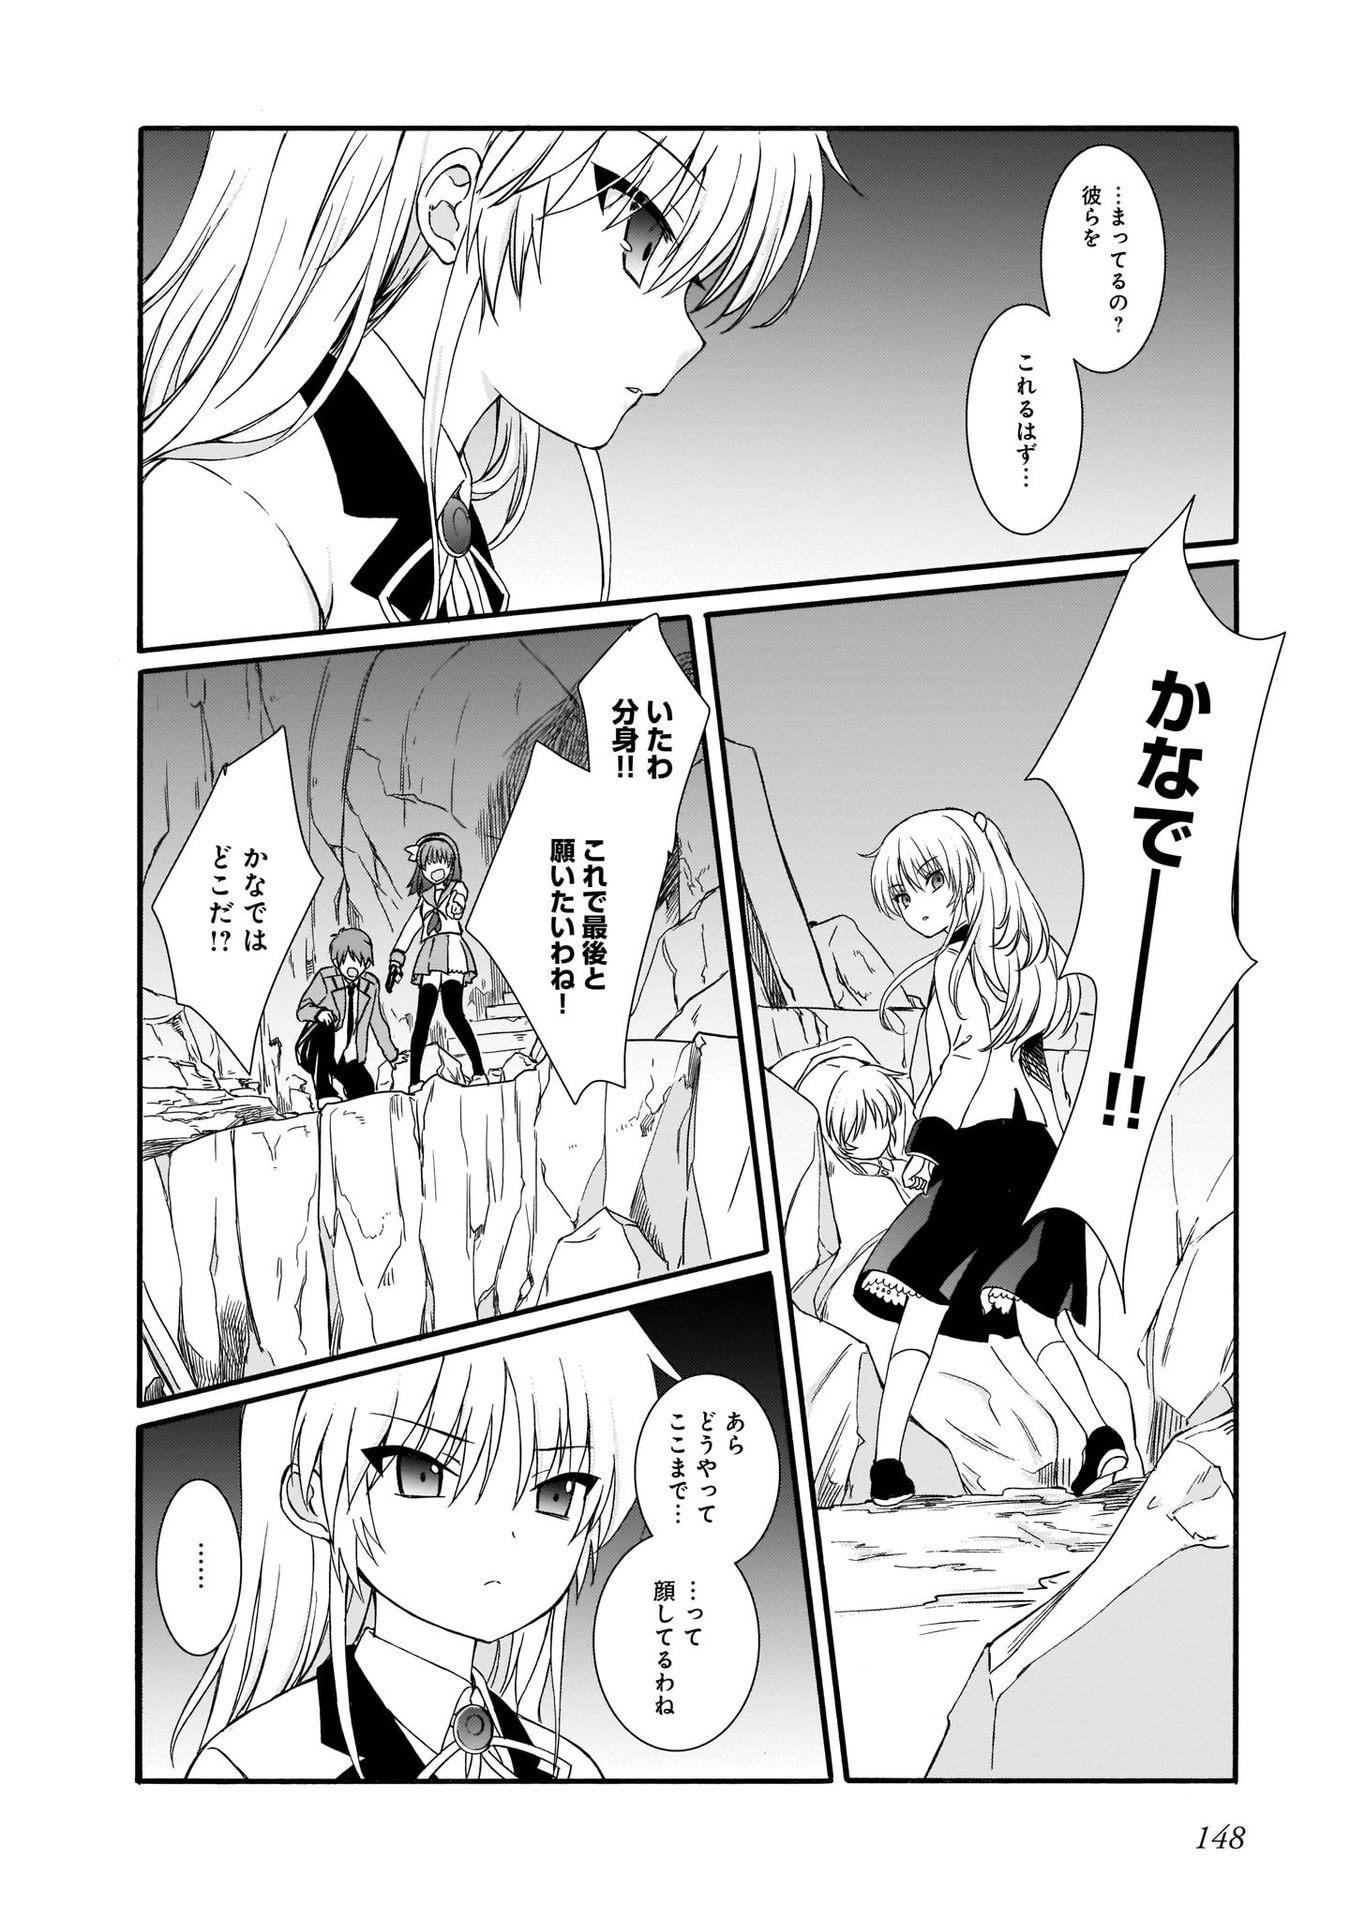 …まってるの?
彼らを
これるはず…
かなで――!!
いたわ
分身!!
これで最後と
願いたいわね!
かなでは
どこだ!?
あら
どうやって
ここまで…
…って
顔してるわね
……
148